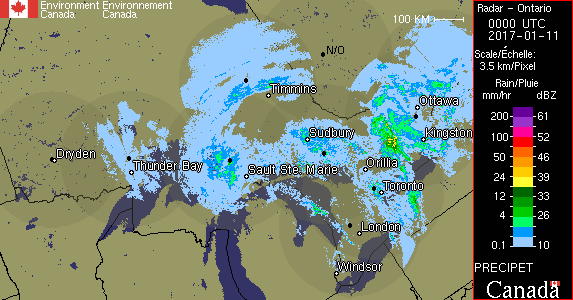 Environment Environnement
Canada Canada
100 KM
N/O
Timmins
Ottawa
Sudbury
Kingston
Dryden
Thunder Bay
Sault Ste. Marie
Orillia
Toronto
London
Windsor
Radar - Ontario
0000 UTC
2017-01-11
Scale/Échelle:
3.5 km/Pixel
Rain/Pluie
mm/hr dBZ
200 61
100 52
50 46
24 39
12 33
4 26
0.1 10
PRECIPET
Canada